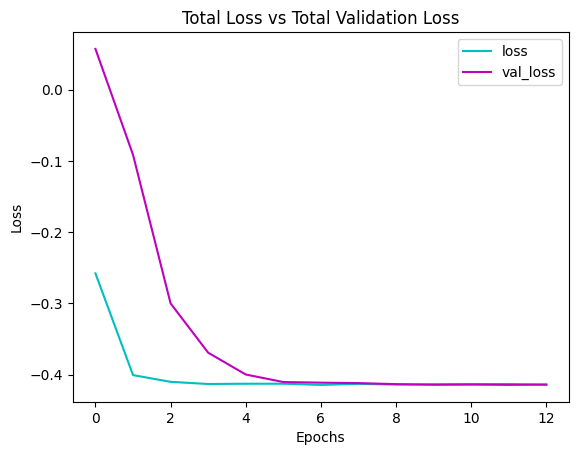 Total Loss vs Total Validation Loss
loss
val_loss
0.0
−0.1
−0.2
−0.3
−0.4
Loss
0 2 4 6 8 10 12
Epochs